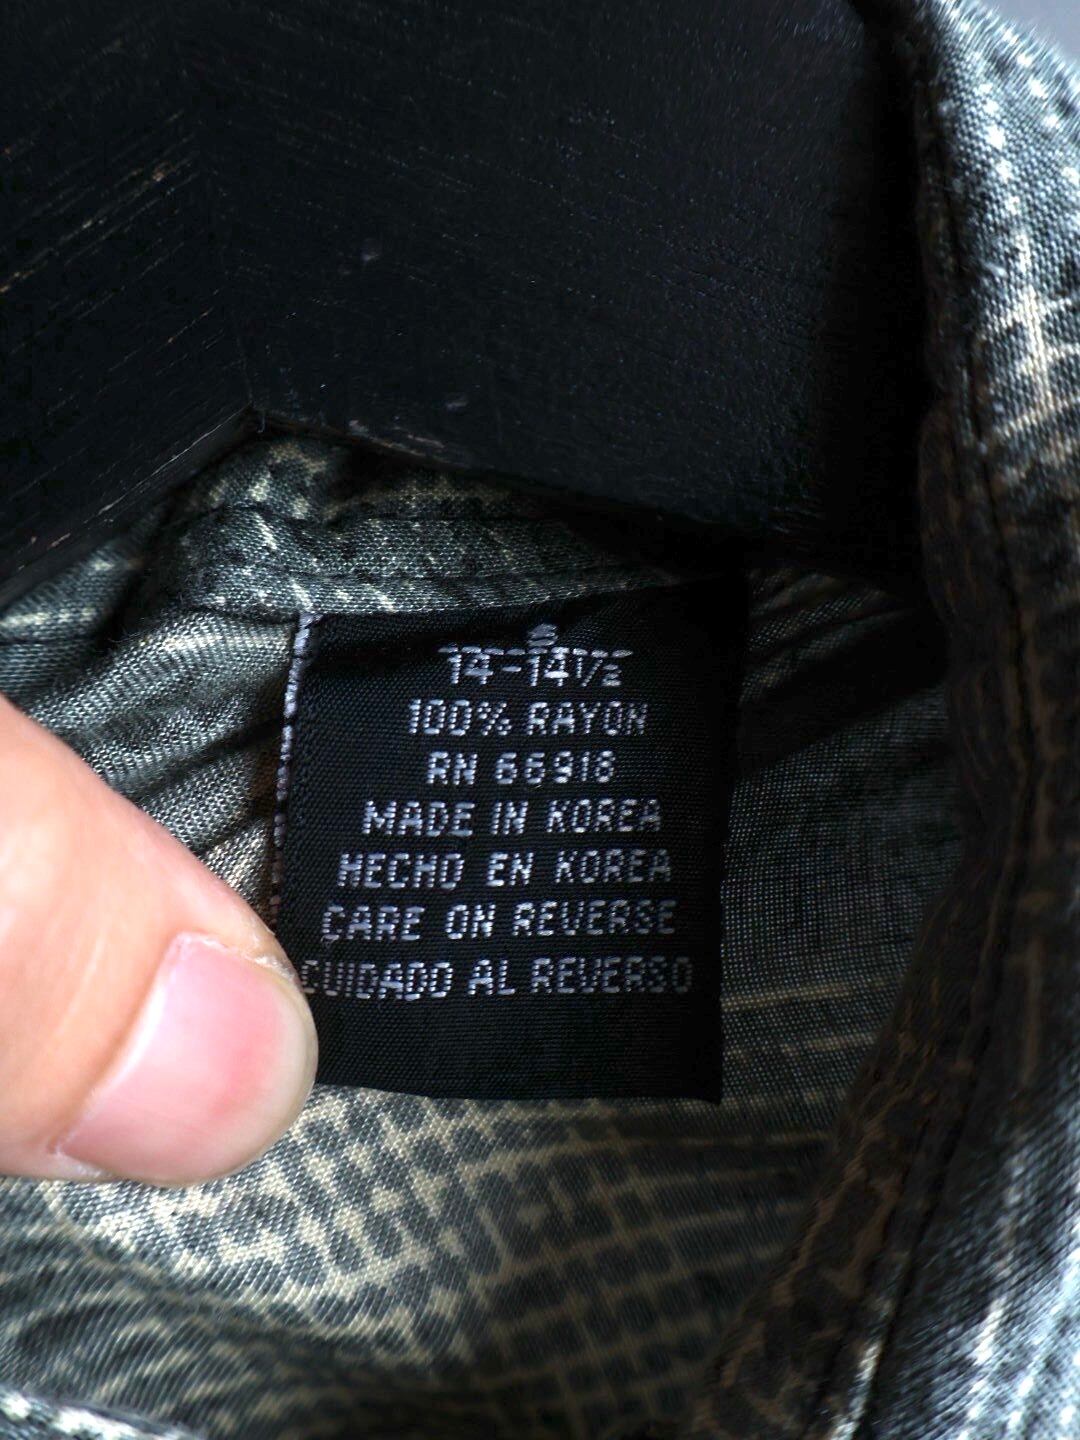 S
14-14½
100% RAYON
RN 66918
MADE IN KOREA
HECHO EN KOREA
CARE ON REVERSE
CUIDADO AL REVERSO